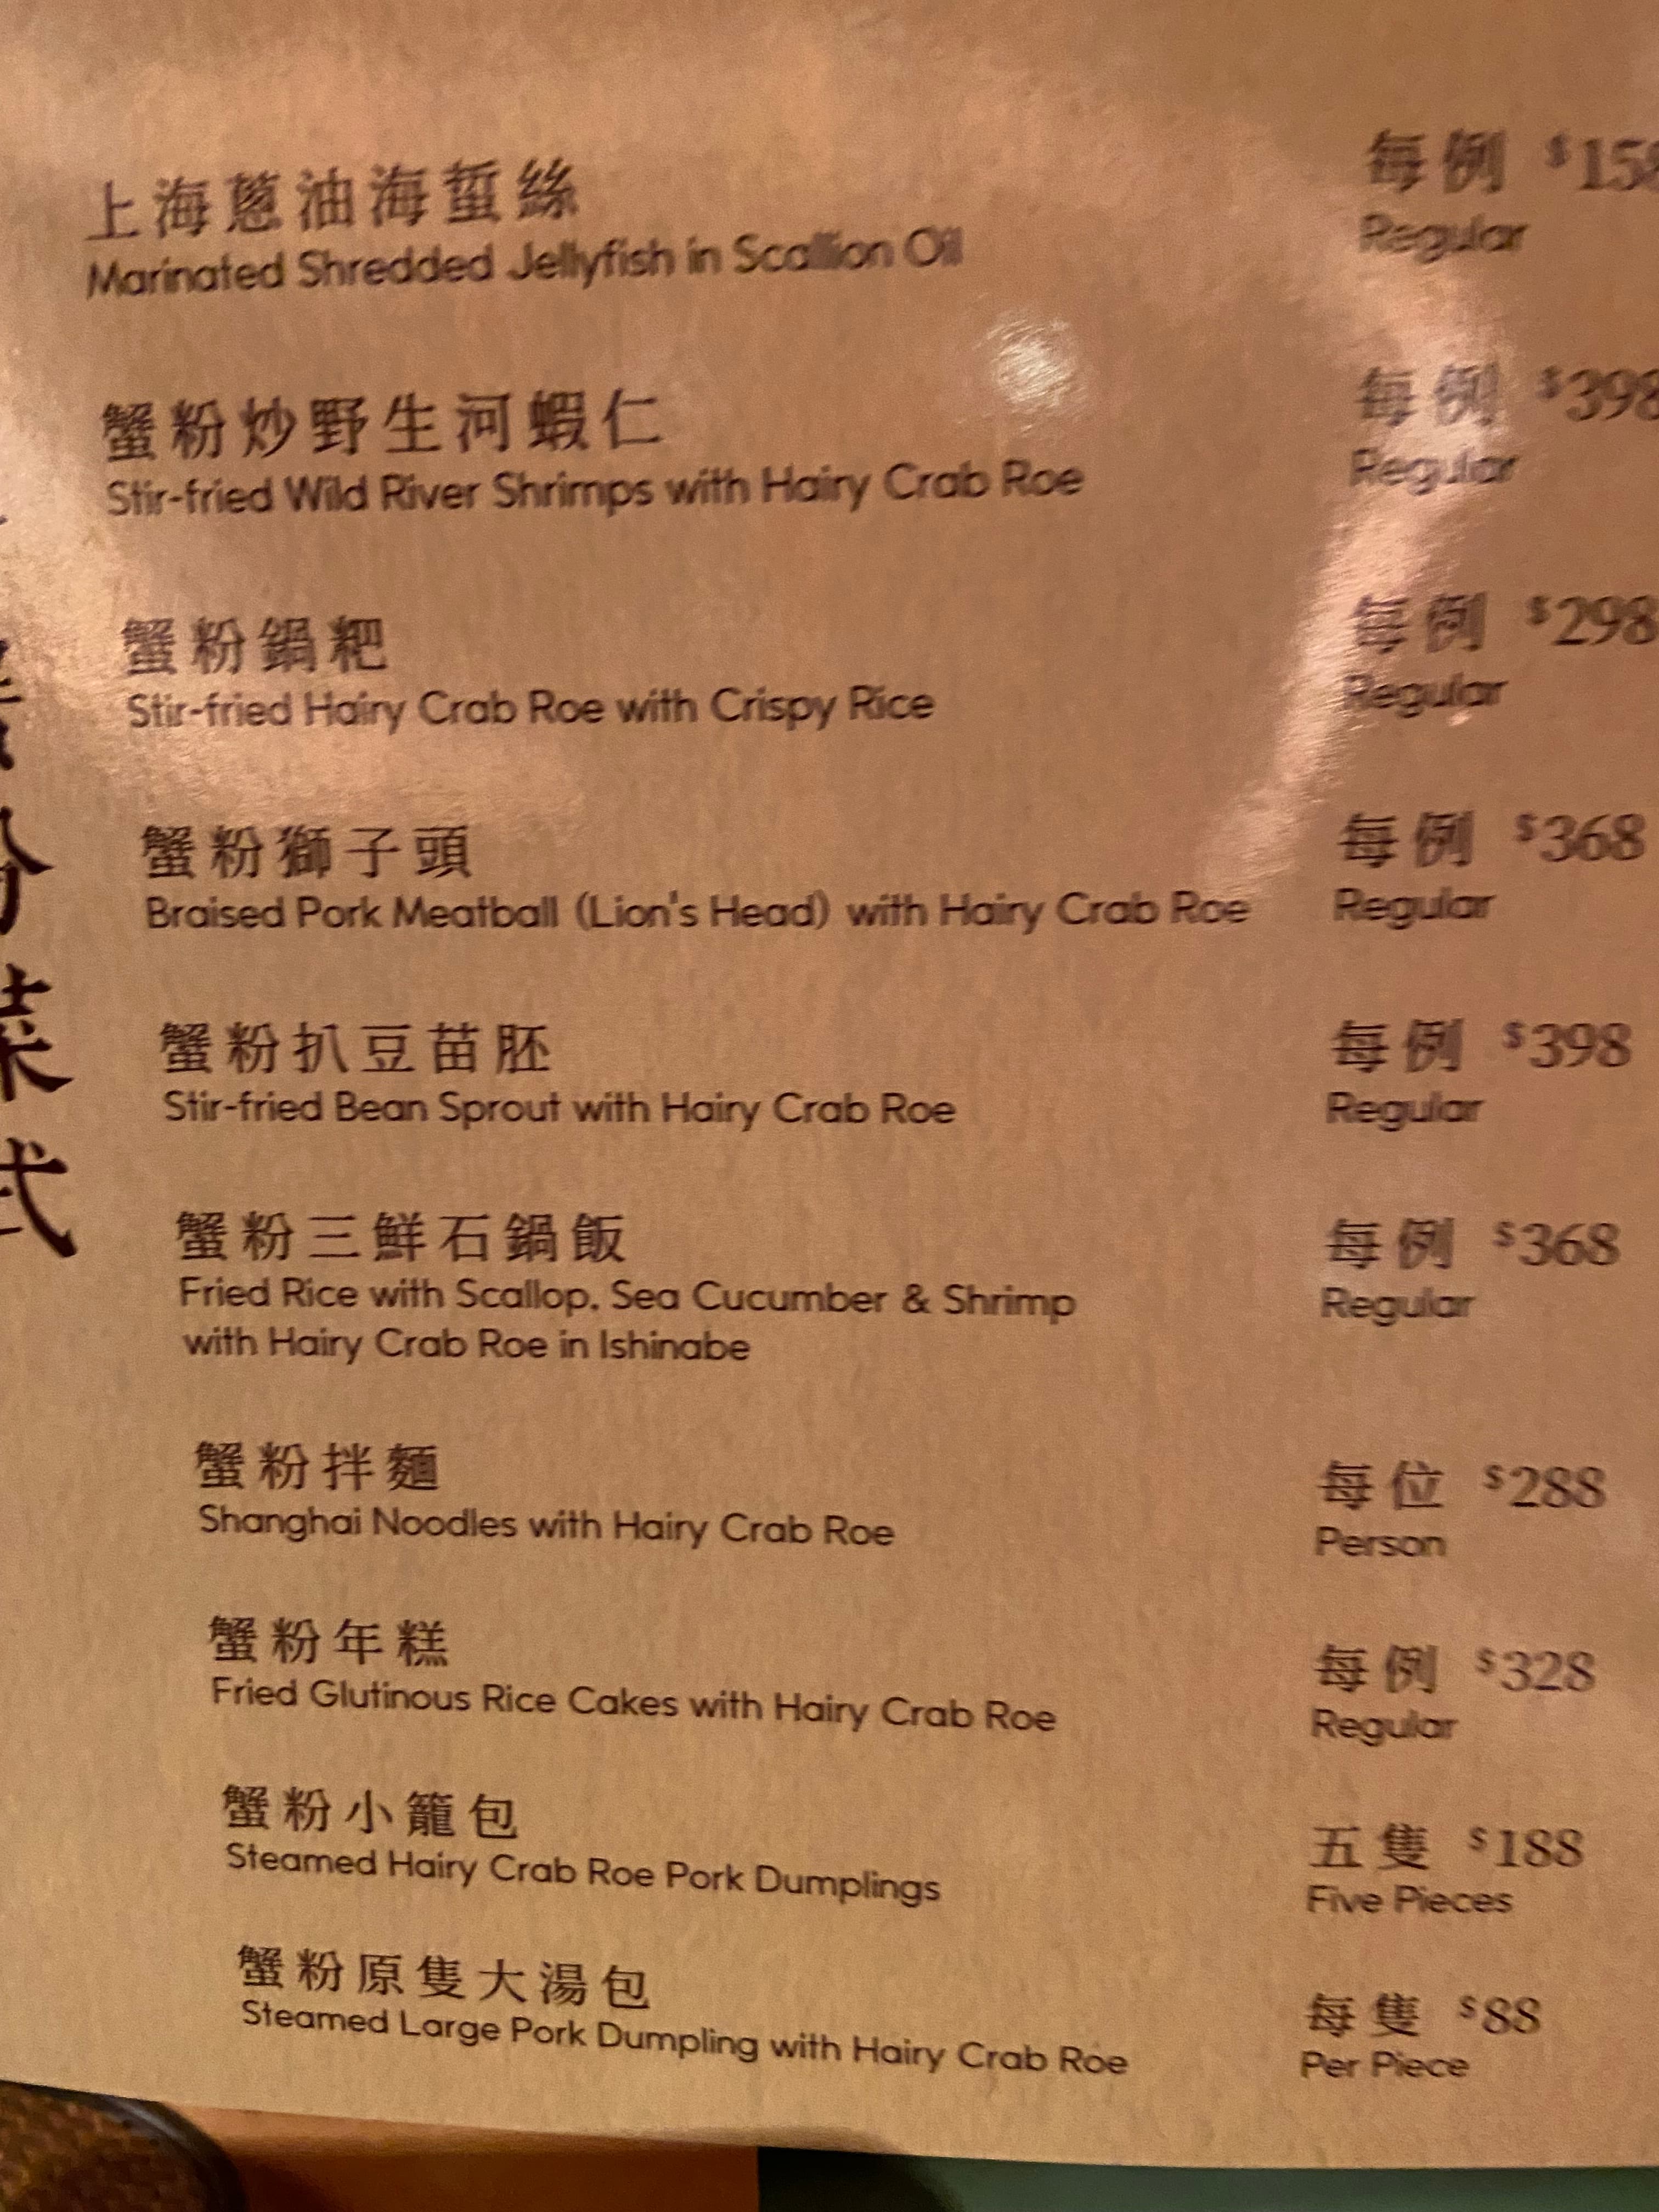 上海蔥油海蜇絲 每例 $158
Marinated Shredded Jellyfish in Scallion Oil Regular
蟹粉炒野生河蝦仁 每例 $398
Stir-fried Wild River Shrimps with Hairy Crab Roe Regular
蟹粉鍋粑 每例 $298
Stir-fried Hairy Crab Roe with Crispy Rice Regular
蟹粉獅子頭 每例 $368
Braised Pork Meatball (Lion's Head) with Hairy Crab Roe Regular
蟹粉扒豆苗胚 每例 $398
Stir-fried Bean Sprout with Hairy Crab Roe Regular
蟹粉三鮮石鍋飯 每例 $368
Fried Rice with Scallop, Sea Cucumber & Shrimp Regular
with Hairy Crab Roe in Ishinabe
蟹粉拌麵 每位 $288
Shanghai Noodles with Hairy Crab Roe Person
蟹粉年糕 每例 $328
Fried Glutinous Rice Cakes with Hairy Crab Roe Regular
蟹粉小籠包 五隻 $188
Steamed Hairy Crab Roe Pork Dumplings Five Pieces
蟹粉原隻大湯包 每隻 $88
Steamed Large Pork Dumpling with Hairy Crab Roe Per Piece